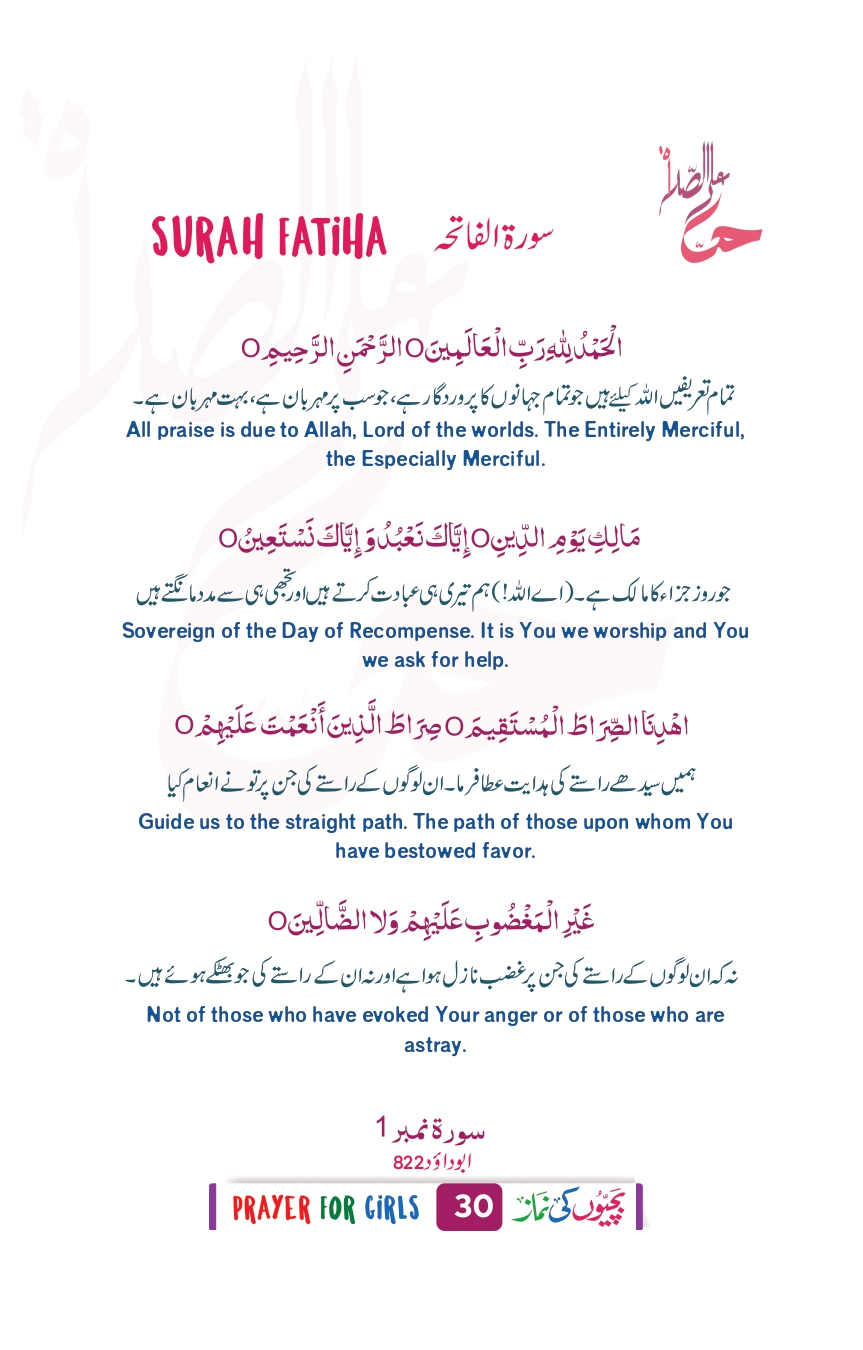 حی علی الصلاۃ
SURAH FATiHA سورۃ الفاتحہ
الْحَمْدُ لِلّٰهِ رَبِّ الْعَالَمِينَO الرَّحْمَنِ الرَّحِيمِO
تمام تعریفیں اللہ کیلئے ہیں جو تمام جہانوں کا پروردگار ہے، جو سب پر مہربان ہے، بہت مہربان ہے۔
All praise is due to Allah, Lord of the worlds. The Entirely Merciful,
the Especially Merciful.
مَالِكِ يَوْمِ الدِّينِO إِيَّاكَ نَعْبُدُ وَ إِيَّاكَ نَسْتَعِينُO
جو روز جزاء کا مالک ہے۔ (اے اللہ!) ہم تیری ہی عبادت کرتے ہیں اور تجھی ہی سے مدد مانگتے ہیں
Sovereign of the Day of Recompense. It is You we worship and You
we ask for help.
اهْدِنَا الصِّرَاطَ الْمُسْتَقِيمَO صِرَاطَ الَّذِينَ أَنْعَمْتَ عَلَيْهِمْO
ہمیں سیدھے راستے کی ہدایت عطا فرما۔ ان لوگوں کے راستے کی جن پر تو نے انعام کیا
Guide us to the straight path. The path of those upon whom You
have bestowed favor.
غَيْرِ الْمَغْضُوبِ عَلَيْهِمْ وَلا الضَّالِّينَO
نہ کہ ان لوگوں کے راستے کی جن پر غضب نازل ہوا ہے اور نہ ان کے راستے کی جو بھٹکے ہوئے ہیں۔
Not of those who have evoked Your anger or of those who are
astray.
سورۃ نمبر 1
ابوداؤد 822
PRAYER FOR GiRLS 30 بچیوں کی نماز